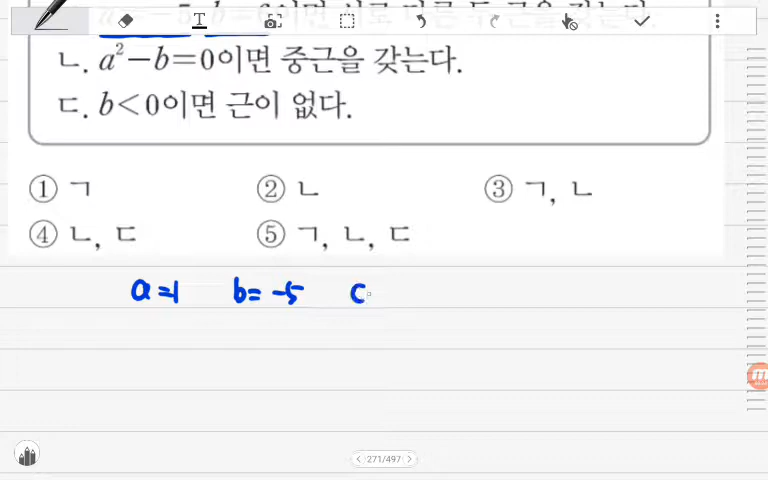 ㄴ. a²-b=0이면 중근을 갖는다.
ㄷ. b<0이면 근이 없다.
① ㄱ ② ㄴ ③ ㄱ, ㄴ
④ ㄴ, ㄷ ⑤ ㄱ, ㄴ, ㄷ
a=1 b=-5 c
271/497